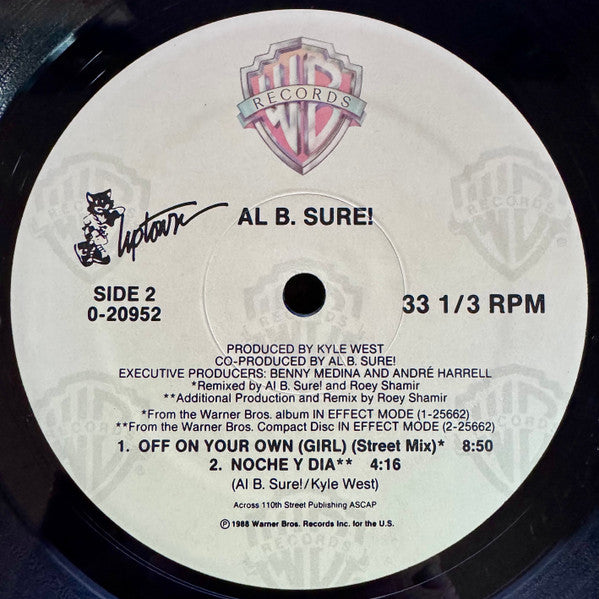 WB
RECORDS
®
Uptown
AL B. SURE!
SIDE 2
0-20952
33 1/3 RPM
PRODUCED BY KYLE WEST
CO-PRODUCED BY AL B. SURE!
EXECUTIVE PRODUCERS: BENNY MEDINA AND ANDRÉ HARRELL
*Remixed by Al B. Sure! and Roey Shamir
**Additional Production and Remix by Roey Shamir
*From the Warner Bros. album IN EFFECT MODE (1-25662)
**From the Warner Bros. Compact Disc IN EFFECT MODE (2-25662)
1. OFF ON YOUR OWN (GIRL) (Street Mix)* 8:50
2. NOCHE Y DIA** 4:16
(Al B. Sure!/Kyle West)
Across 110th Street Publishing ASCAP
℗ 1988 Warner Bros. Records Inc. for the U.S.